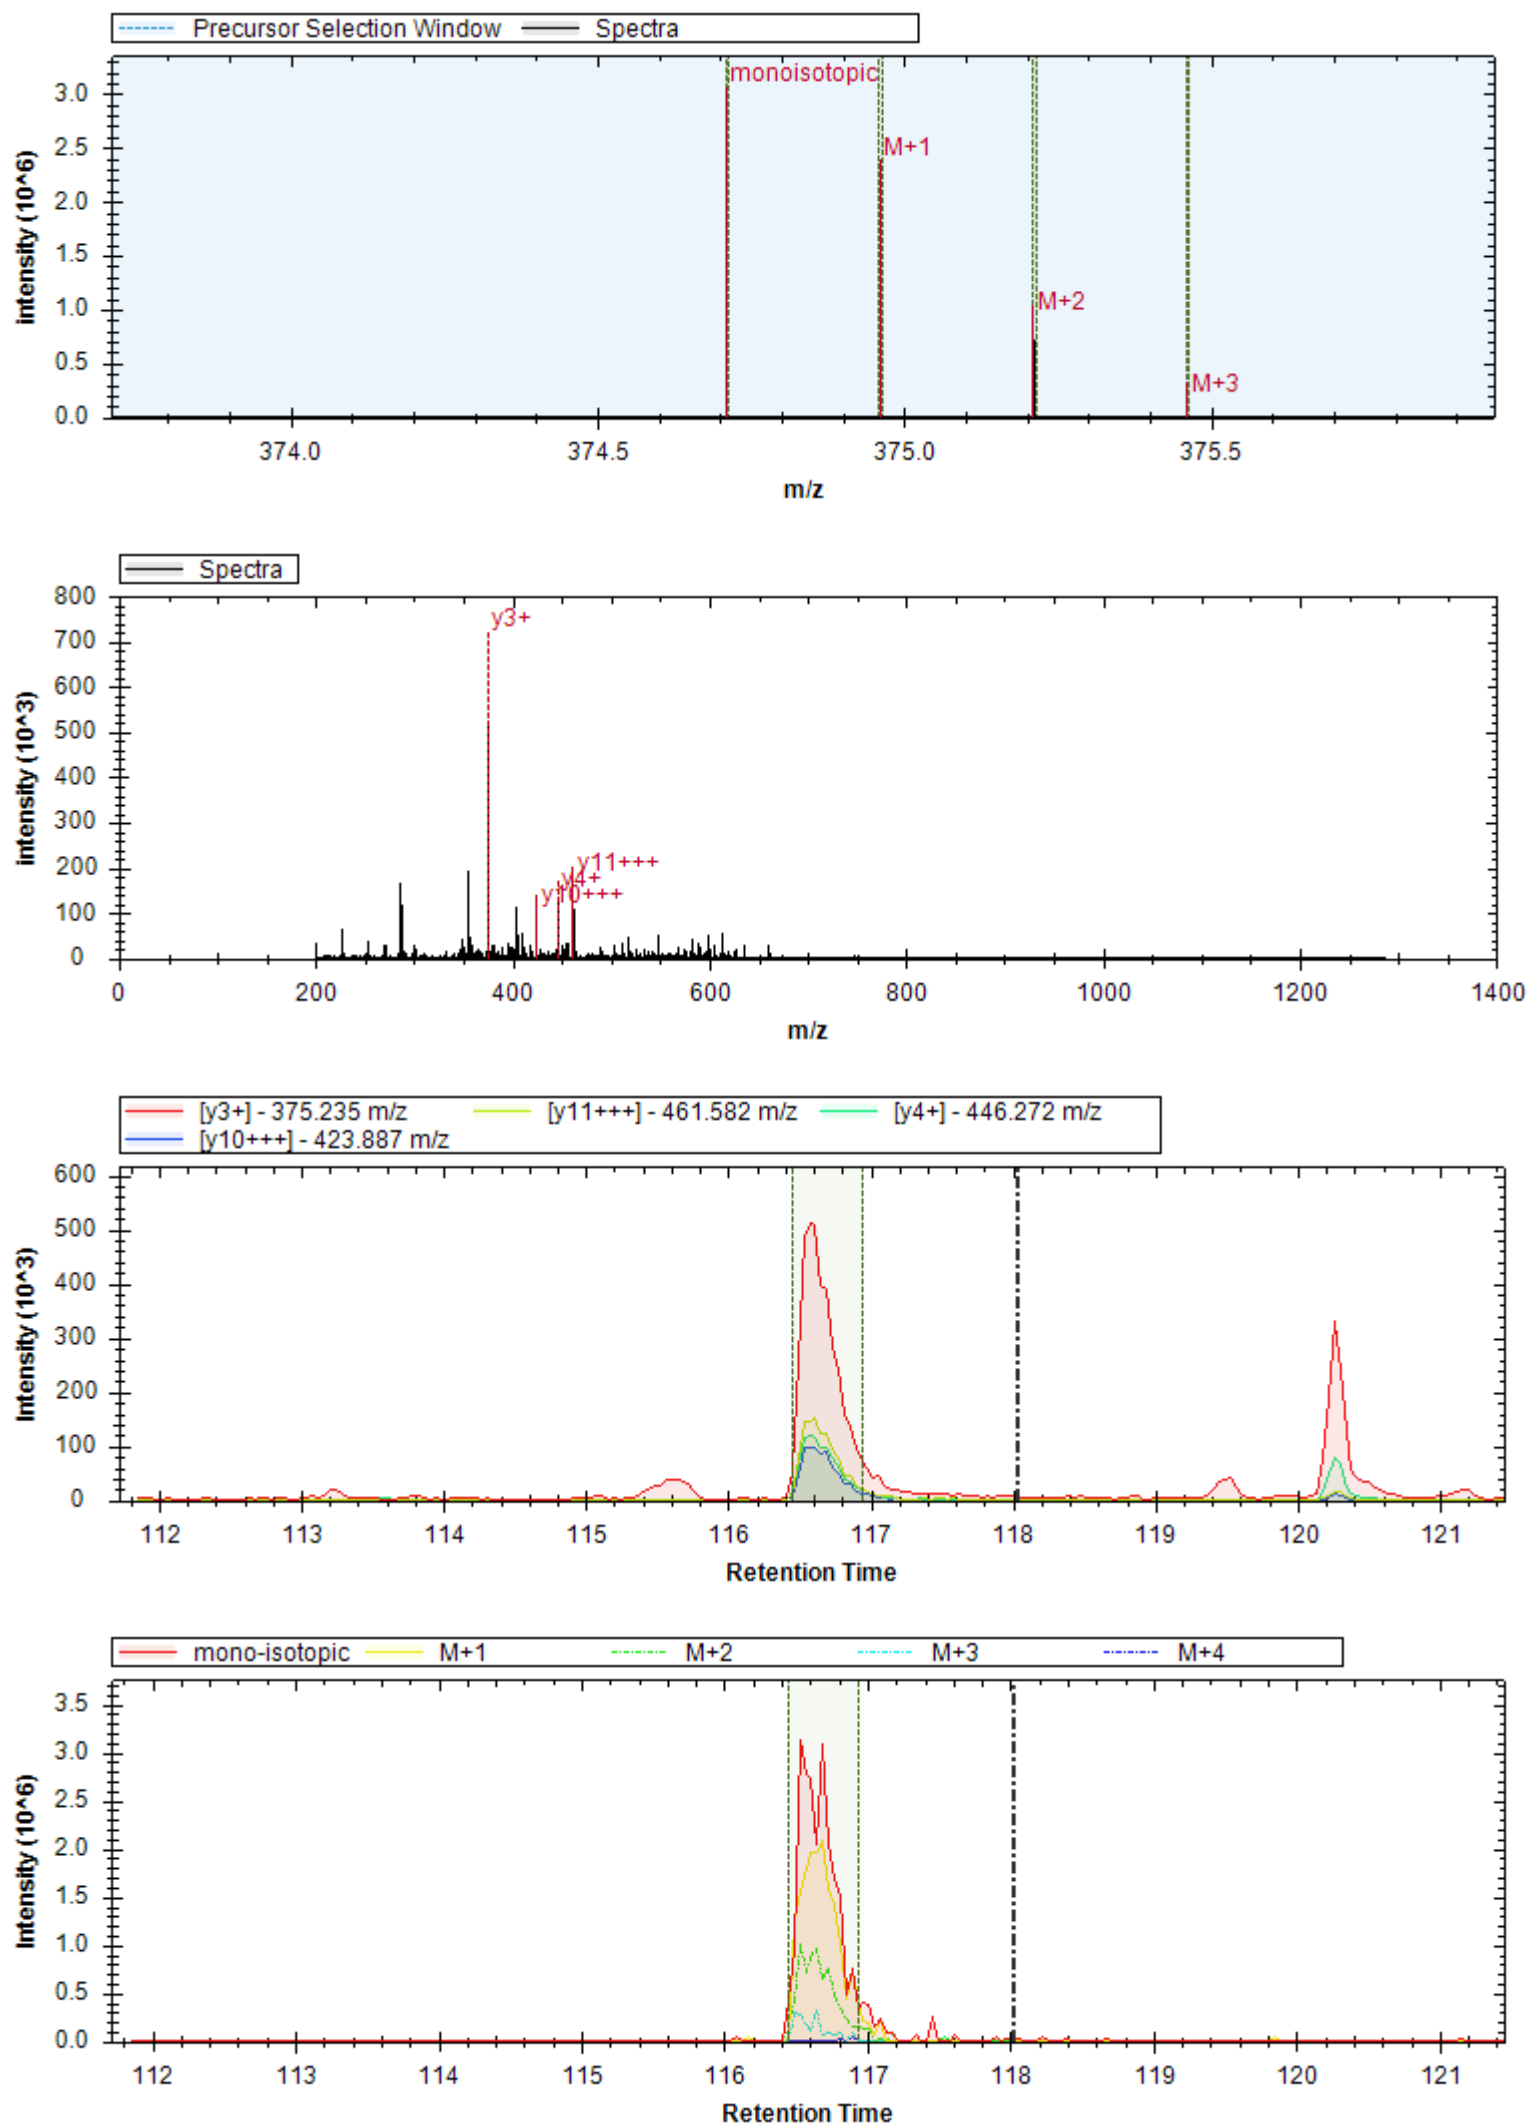 Precursor Selection Window Spectra
monoisotopic
3.0
M+1
2.5
2.0
1.5
M+2
1.0
0.5
M+3
0.0
intensity (10^6)
374.0 374.5 375.0 375.5
m/z
Spectra
800
y3+
700
600
500
400
300
y11+++
200
y4+
y10+++
100
0
intensity (10^3)
0 200 400 600 800 1000 1200 1400
m/z
[y3+] - 375.235 m/z [y11+++] - 461.582 m/z [y4+] - 446.272 m/z
[y10+++] - 423.887 m/z
600
500
400
300
200
100
0
Intensity (10^3)
112 113 114 115 116 117 118 119 120 121
Retention Time
mono-isotopic M+1 M+2 M+3 M+4
3.5
3.0
2.5
2.0
1.5
1.0
0.5
0.0
Intensity (10^6)
112 113 114 115 116 117 118 119 120 121
Retention Time